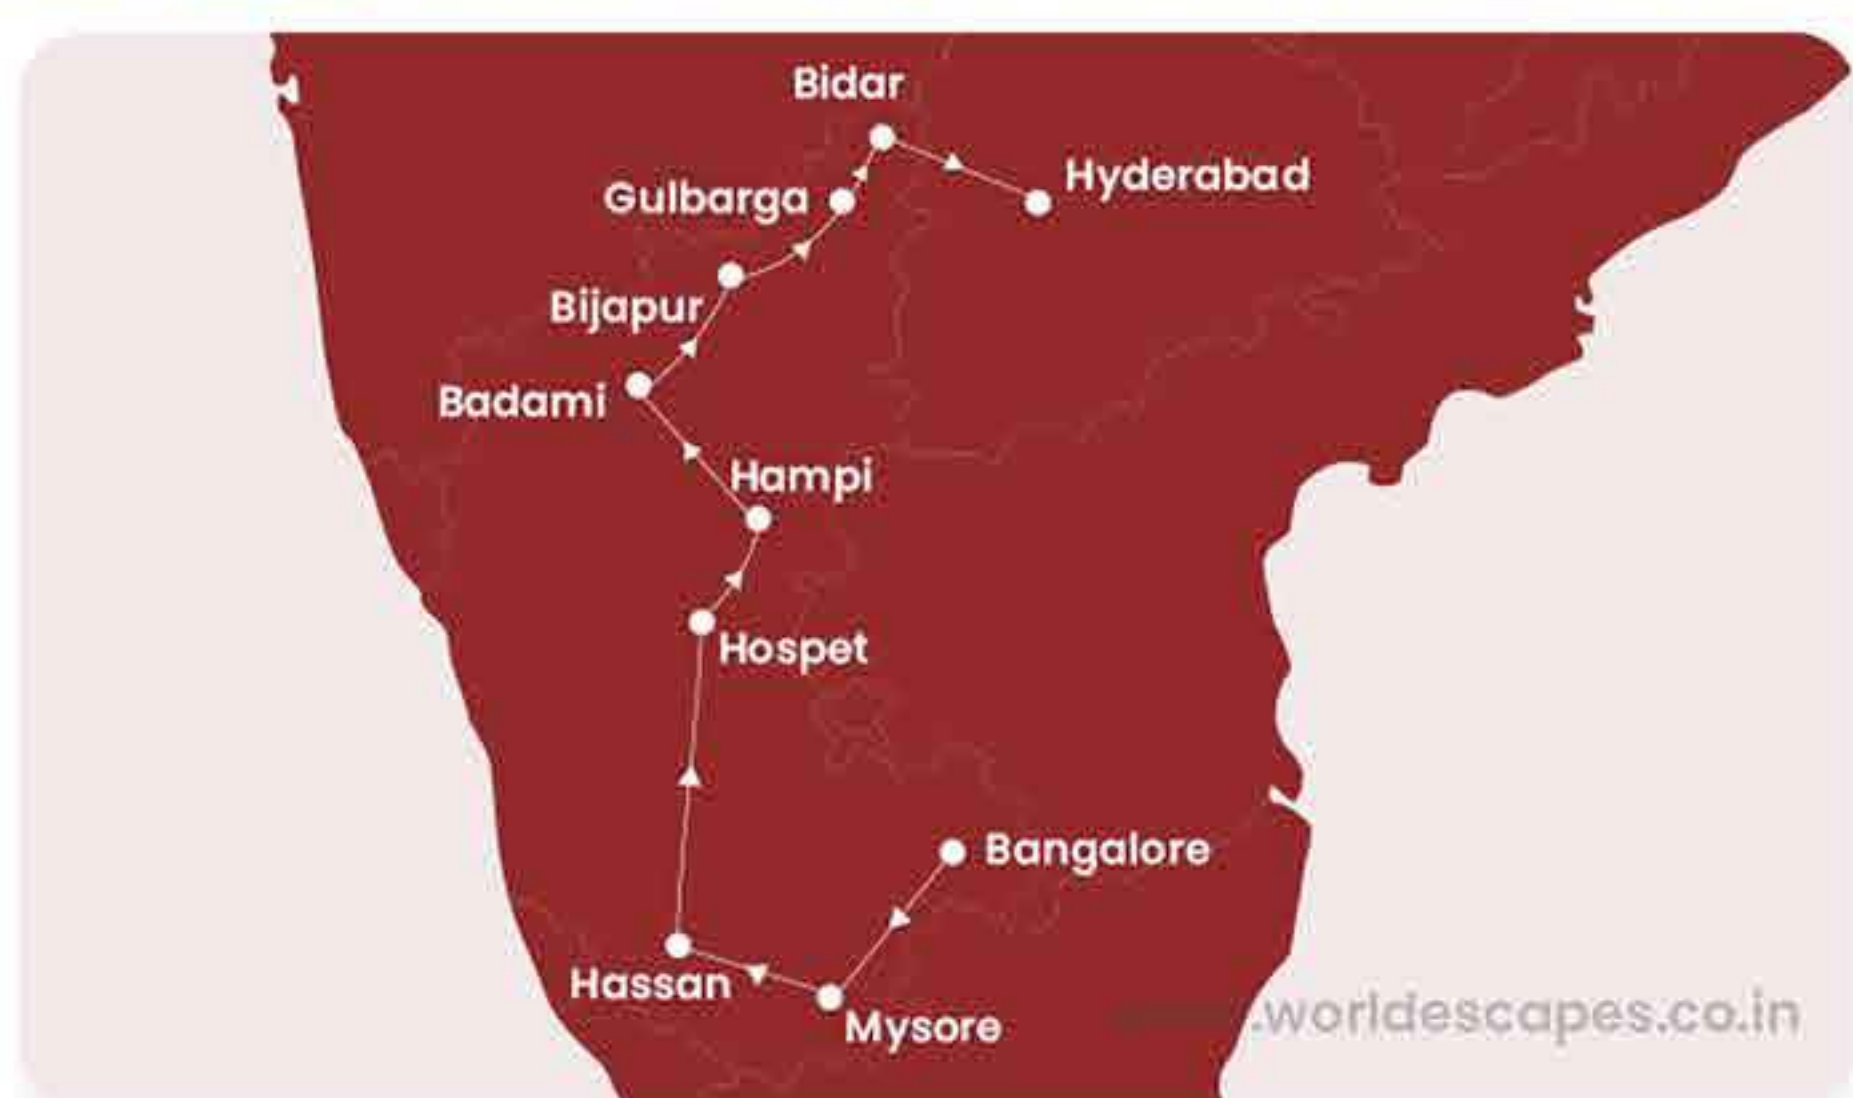 Bidar
Hyderabad
Gulbarga
Bijapur
Badami
Hampi
Hospet
Bangalore
Hassan
Mysore
.worldescapes.co.in